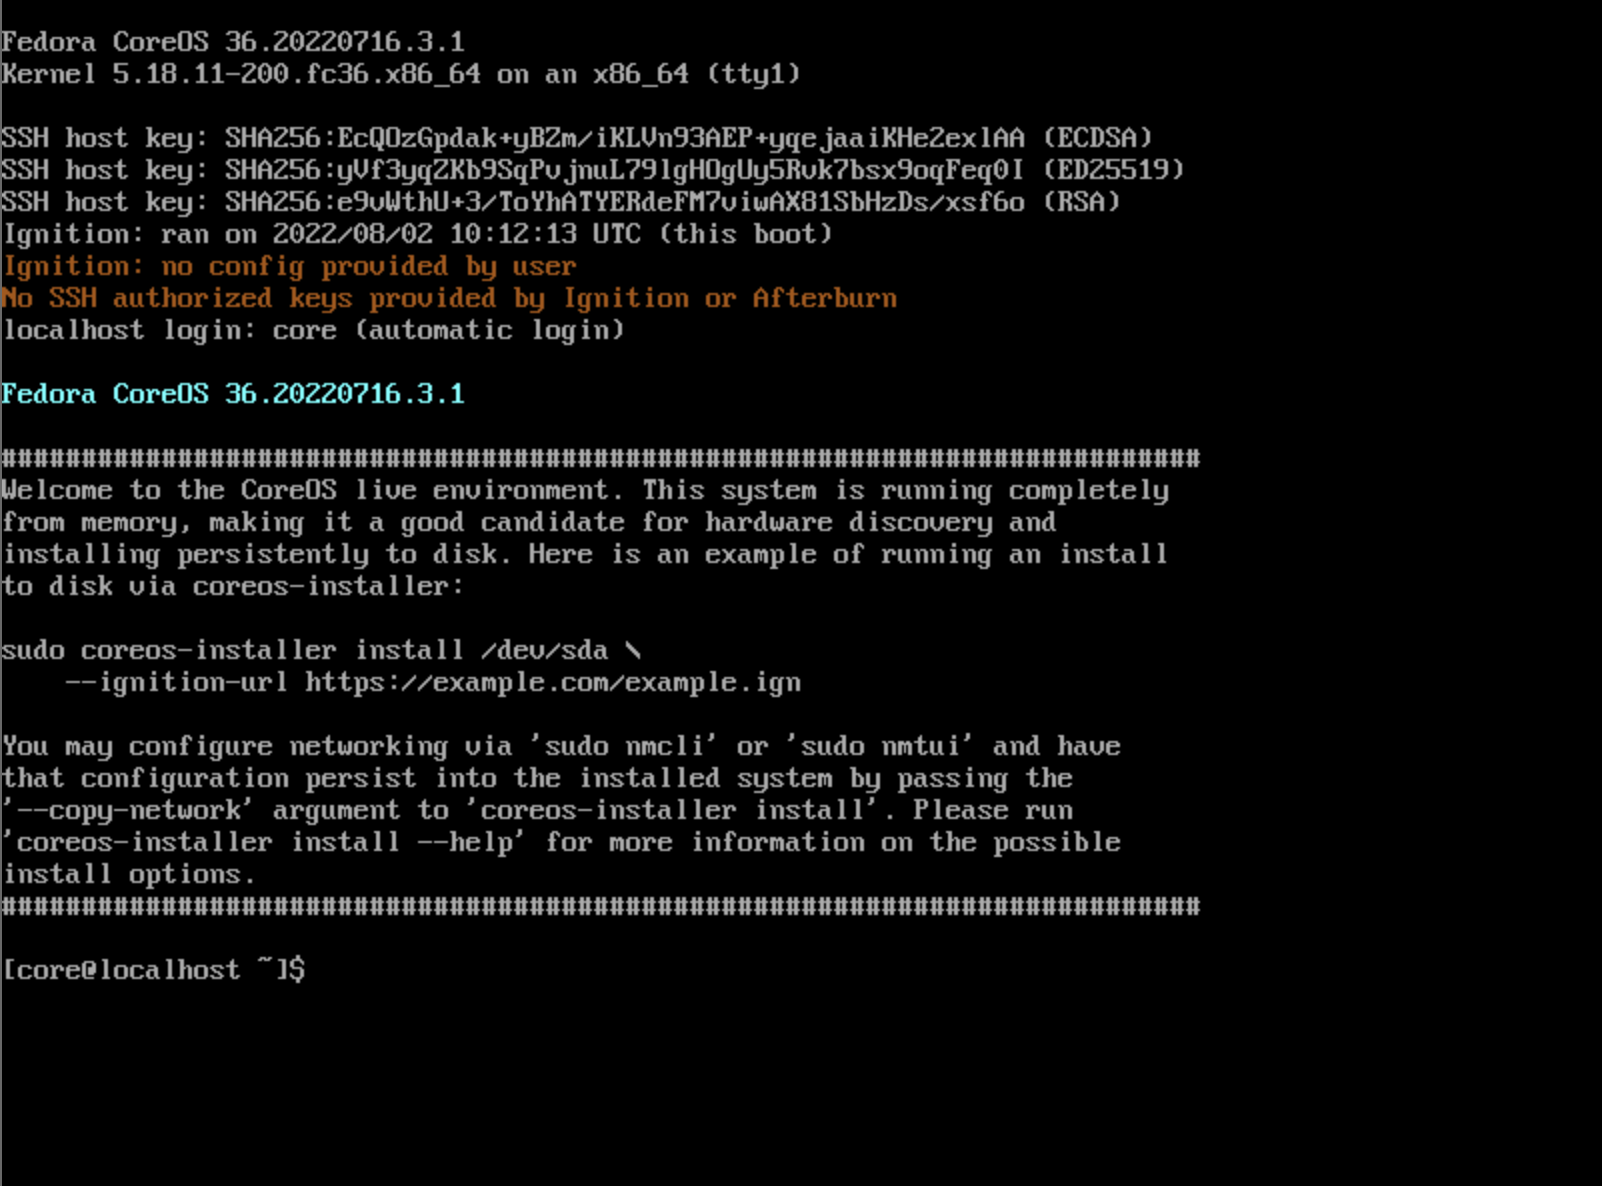 Fedora CoreOS 36.20220716.3.1
Kernel 5.18.11-200.fc36.x86_64 on an x86_64 (tty1)
SSH host key: SHA256:EcQOzGpdak+yBZm/iKLVn93AEP+yqejaaiKHeZexlAA (ECDSA)
SSH host key: SHA256:yVf3yqZKb9SqPvjnuL79lgHOgUy5Rvk7bsx9oqFeq0I (ED25519)
SSH host key: SHA256:e9vWthU+3/ToYhATYERdeFM7viwAX81SbHzDs/xsf6o (RSA)
Ignition: ran on 2022/08/02 10:12:13 UTC (this boot)
Ignition: no config provided by user
No SSH authorized keys provided by Ignition or Afterburn
localhost login: core (automatic login)
Fedora CoreOS 36.20220716.3.1
###########################################################################
Welcome to the CoreOS live environment. This system is running completely
from memory, making it a good candidate for hardware discovery and
installing persistently to disk. Here is an example of running an install
to disk via coreos-installer:
sudo coreos-installer install /dev/sda \
--ignition-url https://example.com/example.ign
You may configure networking via 'sudo nmcli' or 'sudo nmtui' and have
that configuration persist into the installed system by passing the
'--copy-network' argument to 'coreos-installer install'. Please run
'coreos-installer install --help' for more information on the possible
install options.
###########################################################################
[core@localhost ~]$